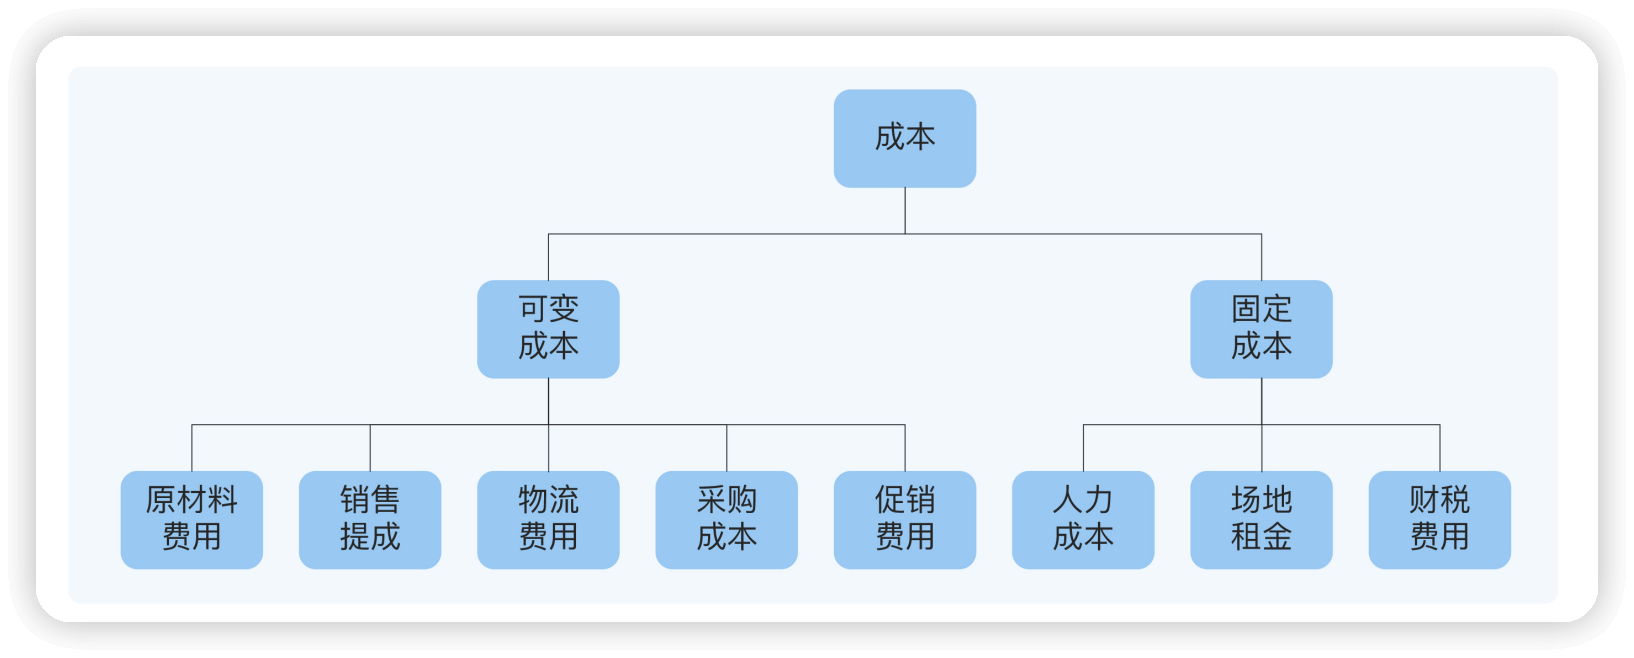 成本
可变
成本
固定
成本
原材料
费用
销售
提成
物流
费用
采购
成本
促销
费用
人力
成本
场地
租金
财税
费用